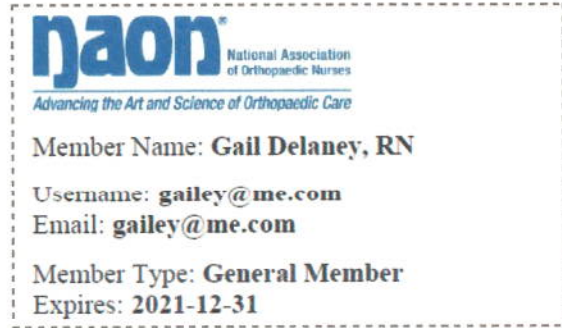 naon®
National Association
of Orthopaedic Nurses
Advancing the Art and Science of Orthopaedic Care
Member Name: Gail Delaney, RN
Username: gailey@me.com
Email: gailey@me.com
Member Type: General Member
Expires: 2021-12-31